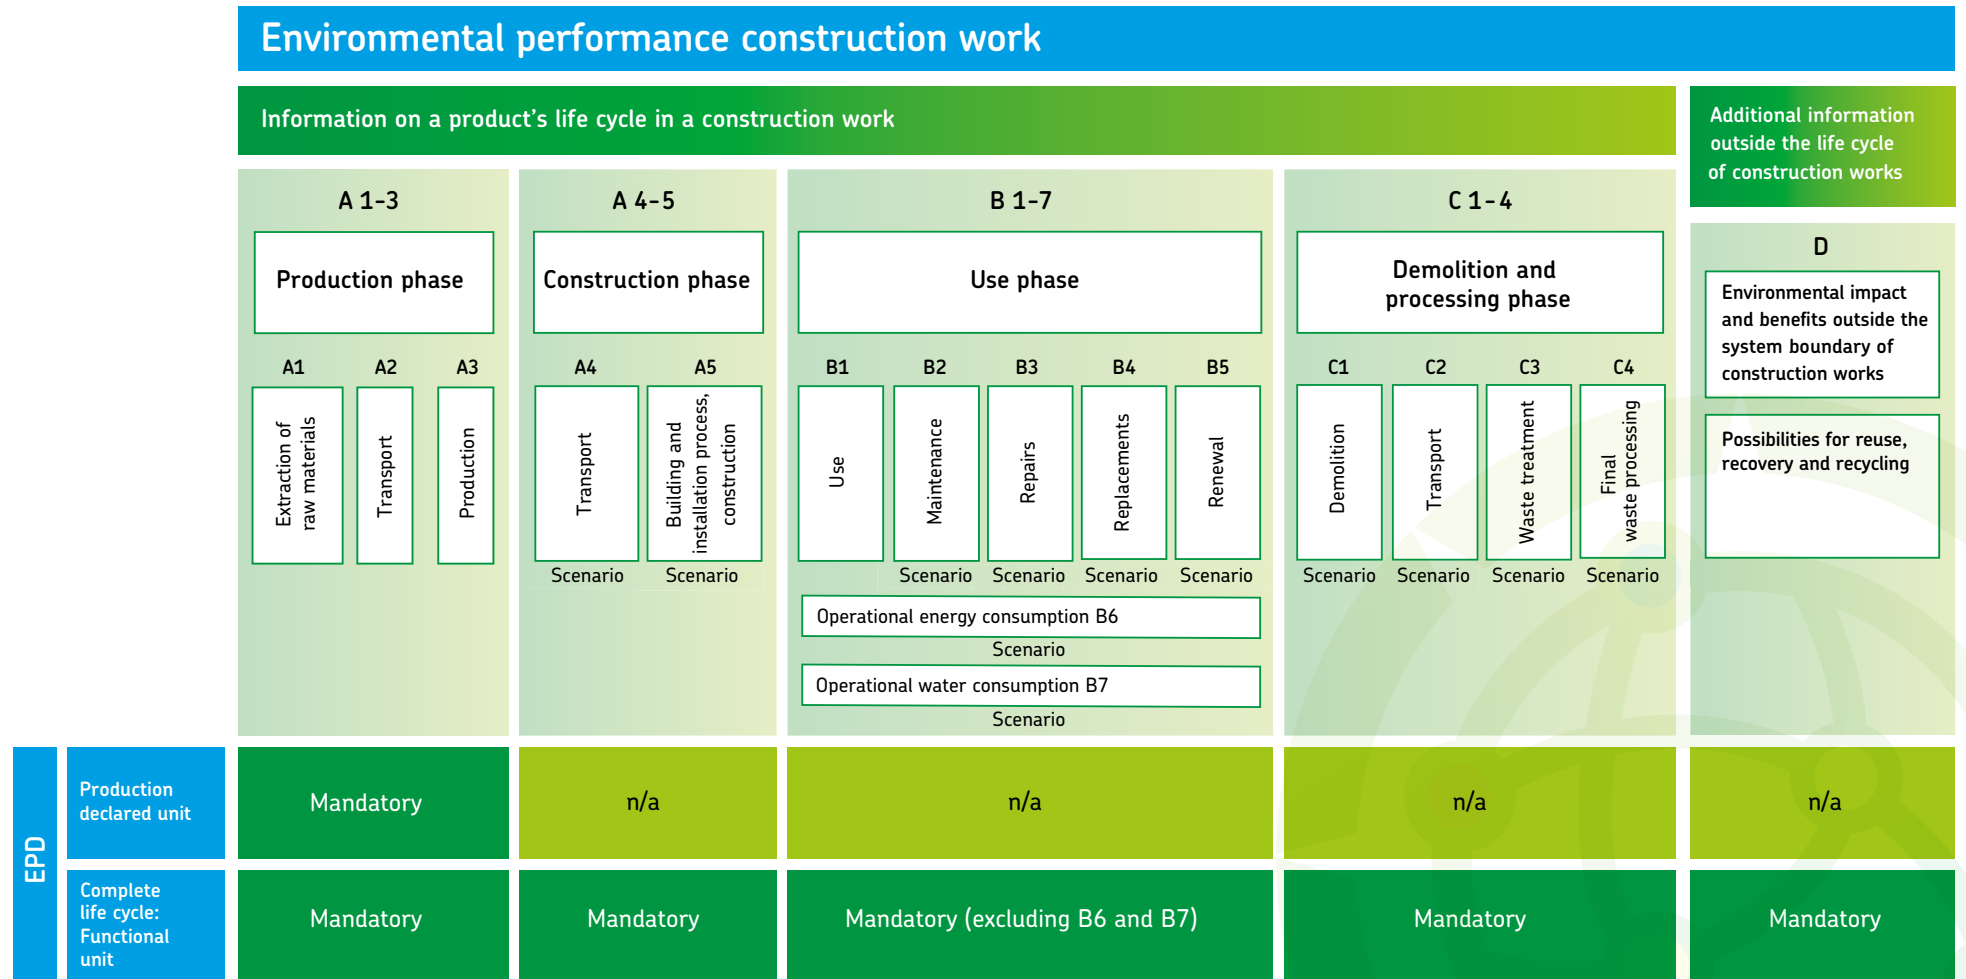 Environmental performance construction work
Information on a product's life cycle in a construction work
Additional information
outside the life cycle
of construction works
A 1-3
Production phase
A1
Extraction of
raw materials
A2
Transport
A3
Production
A 4-5
Construction phase
A4
Transport
Scenario
A5
Building and
installation process,
construction
Scenario
B 1-7
Use phase
B1
Use
B2
Maintenance
Scenario
B3
Repairs
Scenario
B4
Replacements
Scenario
B5
Renewal
Scenario
Operational energy consumption B6
Scenario
Operational water consumption B7
Scenario
C 1-4
Demolition and
processing phase
C1
Demolition
Scenario
C2
Transport
Scenario
C3
Waste treatment
Scenario
C4
Final
waste processing
Scenario
D
Environmental impact
and benefits outside the
system boundary of
construction works
Possibilities for reuse,
recovery and recycling
EPD
Production
declared unit
Mandatory
n/a
n/a
n/a
n/a
Complete
life cycle:
Functional
unit
Mandatory
Mandatory
Mandatory (excluding B6 and B7)
Mandatory
Mandatory